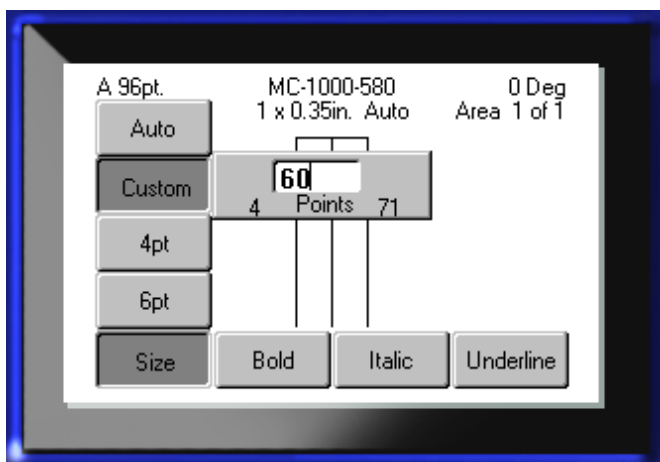 A 96pt. MC-1000-580 0 Deg
1 x 0.35in. Auto Area 1 of 1
Auto
Custom 60
4 Points 71
4pt
6pt
Size Bold Italic Underline